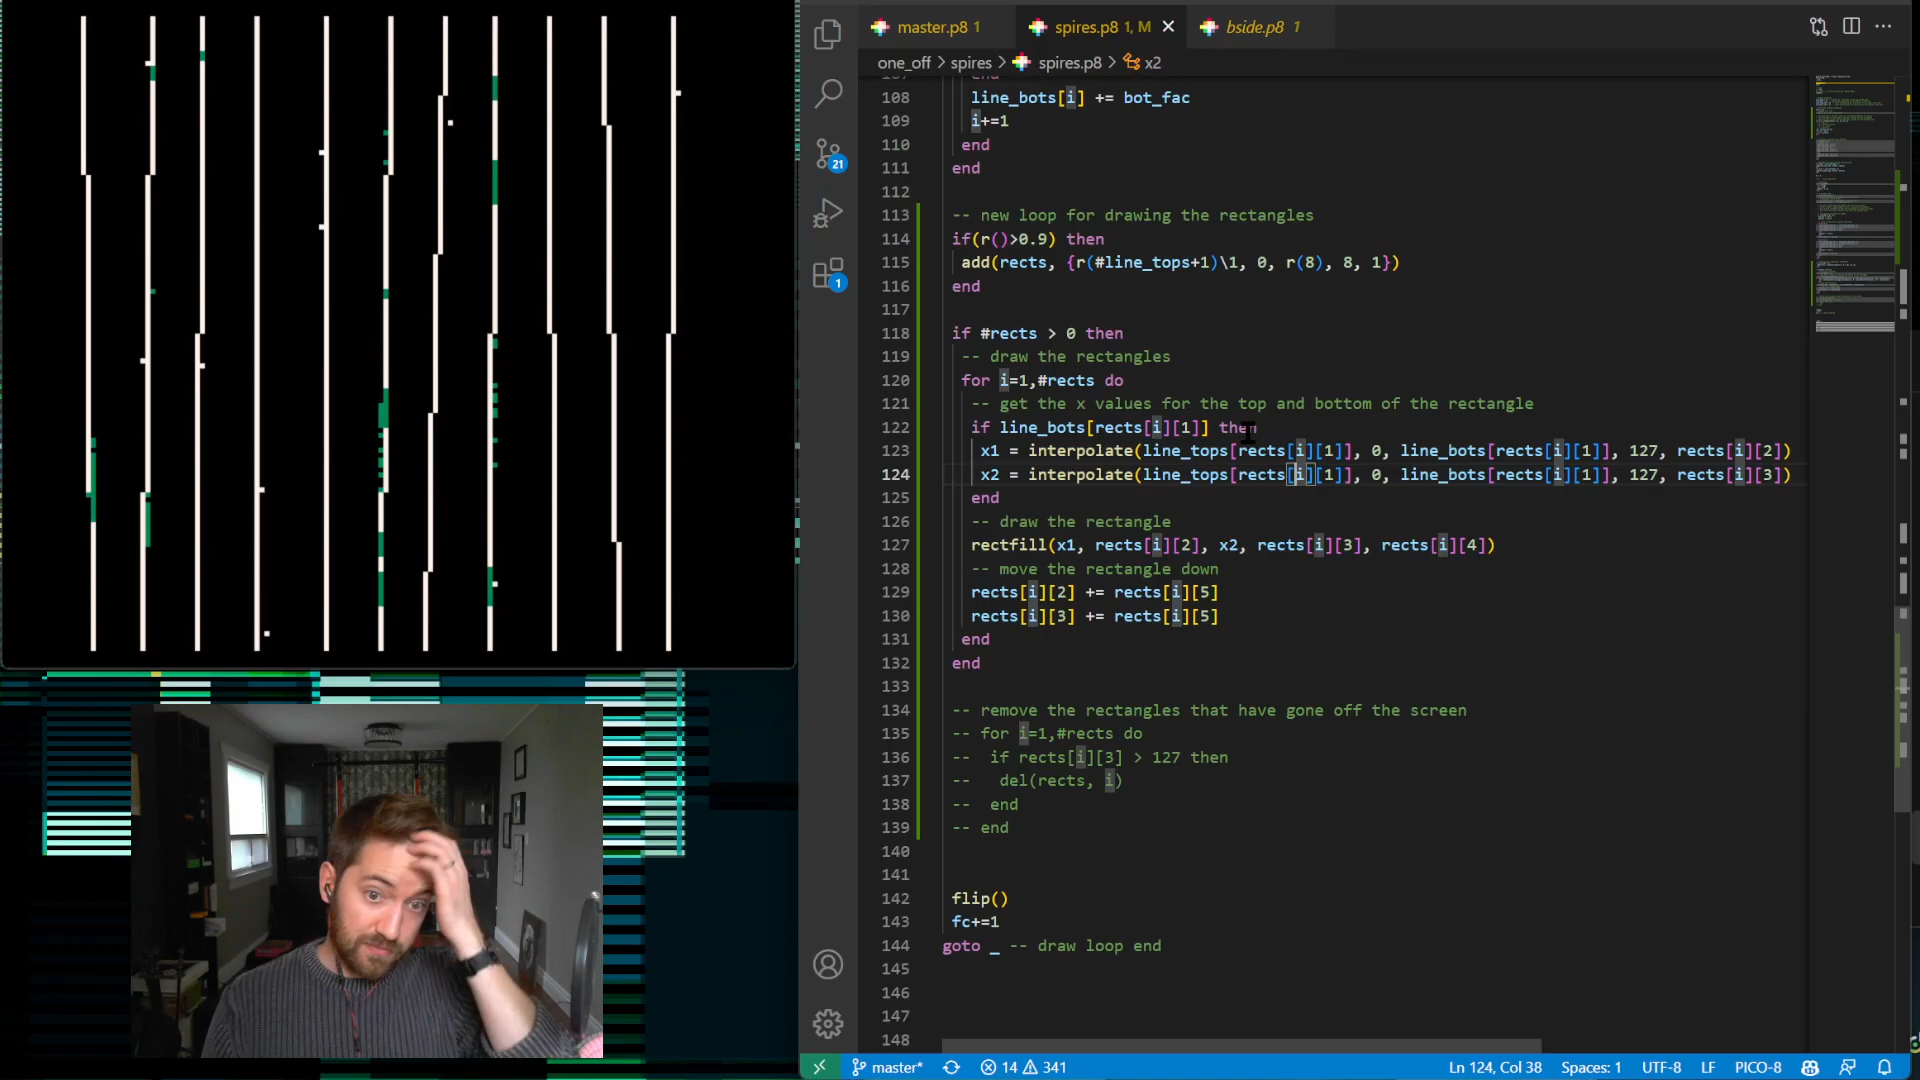 master.p8 1
spires.p8 1, M
bside.p8 1
one_off > spires > spires.p8 > x2
108 line_bots[i] += bot_fac
109 i+=1
110 end
111 end
112
113 -- new loop for drawing the rectangles
114 if(r()>0.9) then
115 add(rects, {r(#line_tops+1)\1, 0, r(8), 8, 1})
116 end
117
118 if #rects > 0 then
119 -- draw the rectangles
120 for i=1,#rects do
121 -- get the x values for the top and bottom of the rectangle
122 if line_bots[rects[i][1]] then
123 x1 = interpolate(line_tops[rects[i][1]], 0, line_bots[rects[i][1]], 127, rects[i][2])
124 x2 = interpolate(line_tops[rects[i][1]], 0, line_bots[rects[i][1]], 127, rects[i][3])
125 end
126 -- draw the rectangle
127 rectfill(x1, rects[i][2], x2, rects[i][3], rects[i][4])
128 -- move the rectangle down
129 rects[i][2] += rects[i][5]
130 rects[i][3] += rects[i][5]
131 end
132 end
133
134 -- remove the rectangles that have gone off the screen
135 -- for i=1,#rects do
136 -- if rects[i][3] > 127 then
137 -- del(rects, i)
138 -- end
139 -- end
140
141
142 flip()
143 fc+=1
144 goto _ -- draw loop end
145
146
147
148
21
1
master* 14 341 Ln 124, Col 38 Spaces: 1 UTF-8 LF PICO-8